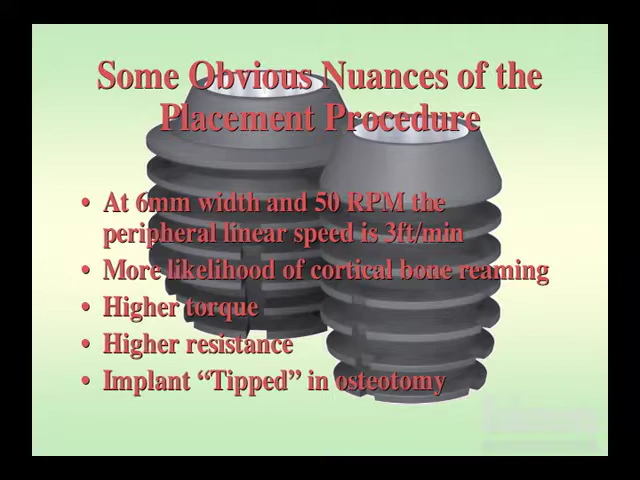 Some Obvious Nuances of the
Placement Procedure
• At 6mm width and 50 RPM the
peripheral linear speed is 3ft/min
• More likelihood of cortical bone reaming
• Higher torque
• Higher resistance
• Implant “Tipped” in osteotomy